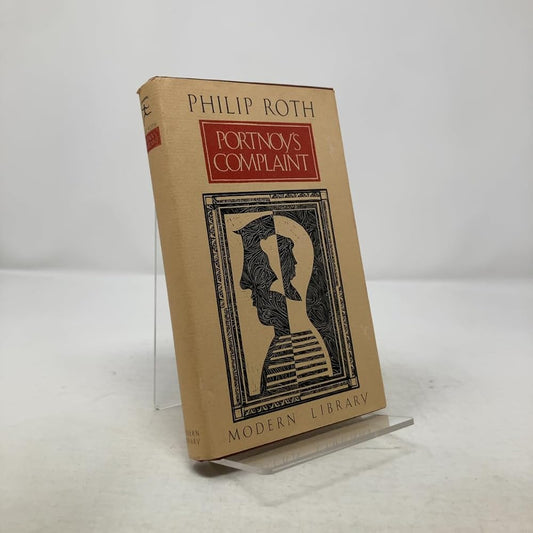 PHILIP ROTH
PORTNOY'S
COMPLAINT
MODERN LIBRARY